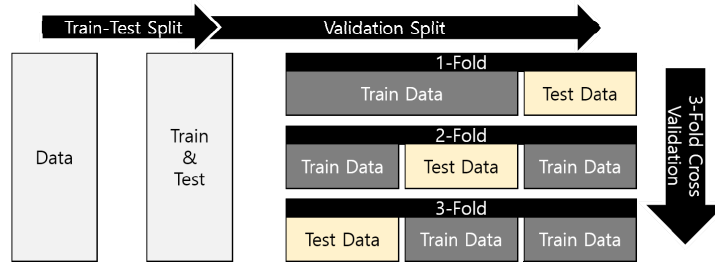 Train-Test Split
Validation Split
Data
Train
&
Test
1-Fold
Train Data
Test Data
2-Fold
Train Data
Test Data
Train Data
3-Fold
Test Data
Train Data
Train Data
3-Fold Cross
Validation